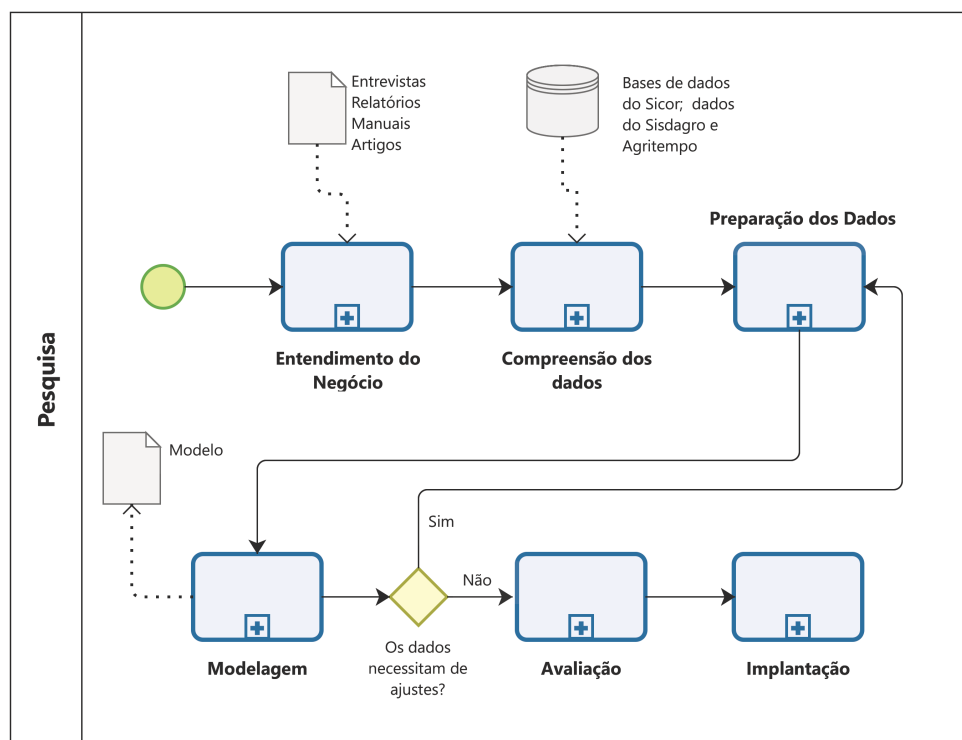 Pesquisa
Entrevistas
Relatórios
Manuais
Artigos
Bases de dados
do Sicor; dados
do Sisdagro e
Agritempo
Preparação dos Dados
Entendimento do
Negócio
Compreensão dos
dados
Modelo
Sim
Não
Os dados
necessitam de
ajustes?
Modelagem
Avaliação
Implantação